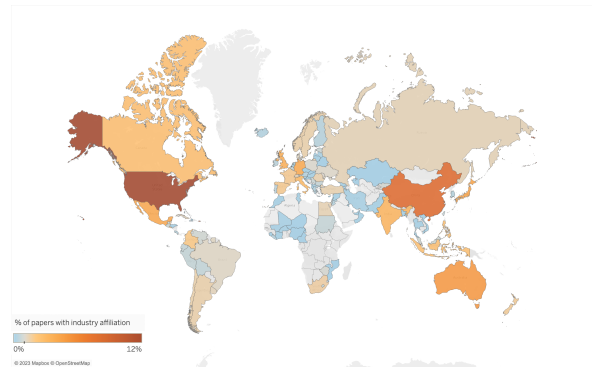 % of papers with industry affiliation
0% 12%
© 2023 Mapbox © OpenStreetMap